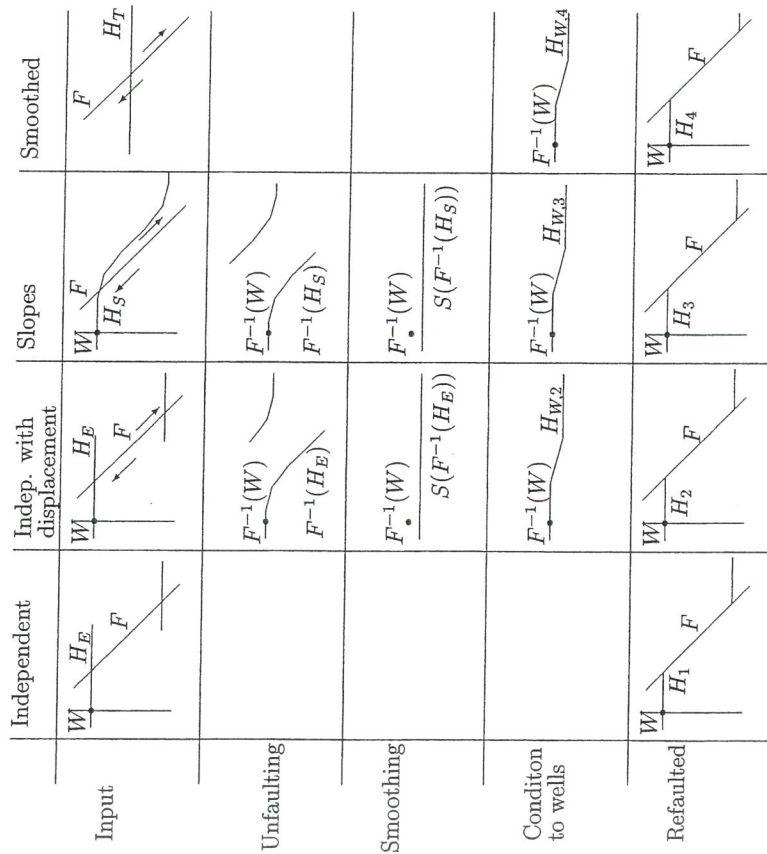 Independent
Indep. with
displacement
Slopes
Smoothed
Input
W
H_E
F
W
H_E
F
W
F
H_S
F
H_T
Unfaulting
F^{-1}(W)
F^{-1}(H_E)
F^{-1}(W)
F^{-1}(H_S)
Smoothing
F^{-1}(W)
S(F^{-1}(H_E))
F^{-1}(W)
S(F^{-1}(H_S))
Conditon
to wells
F^{-1}(W)
H_{W,2}
F^{-1}(W)
H_{W,3}
F^{-1}(W)
H_{W,4}
Refaulted
W
H_1
F
W
H_2
F
W
H_3
F
W
H_4
F